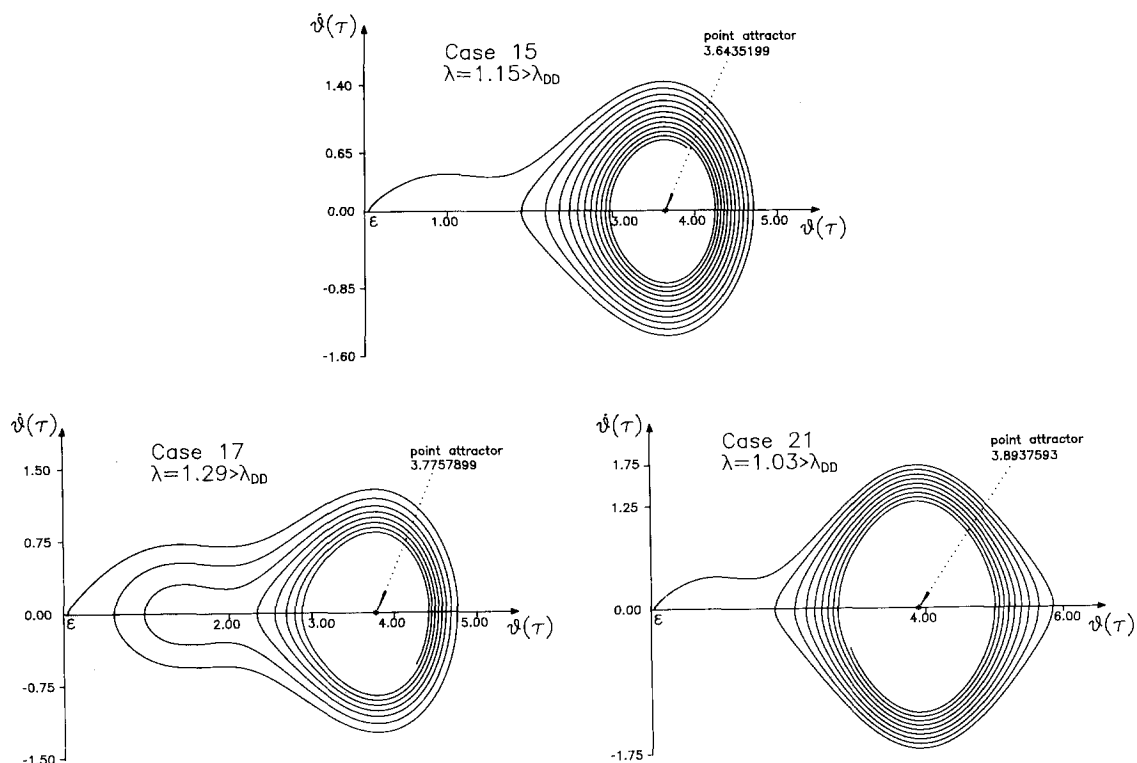 ϑ̇(τ)
Case 15
λ=1.15>λ_DD
point attractor
3.6435199
1.40
0.65
0.00
-0.85
-1.60
ε
1.00
3.00
4.00
5.00
ϑ(τ)
ϑ̇(τ)
Case 17
λ=1.29>λ_DD
point attractor
3.7757899
1.50
0.75
0.00
-0.75
-1.50
ε
2.00
3.00
4.00
5.00
ϑ(τ)
ϑ̇(τ)
Case 21
λ=1.03>λ_DD
point attractor
3.8937593
1.75
1.25
0.00
-1.75
ε
4.00
6.00
ϑ(τ)